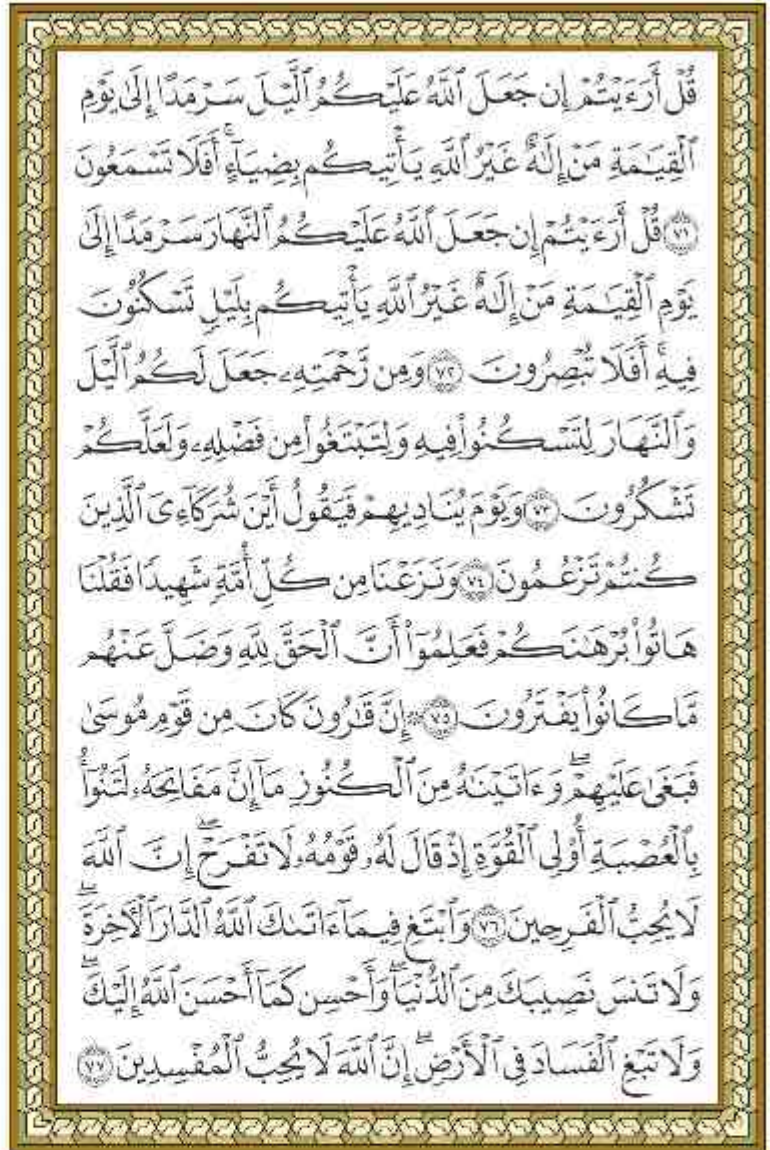 قُلْ أَرَءَيْتُمْ إِن جَعَلَ ٱللَّهُ عَلَيْكُمُ ٱلَّيْلَ سَرْمَدًا إِلَىٰ يَوْمِ
ٱلْقِيَٰمَةِ مَنْ إِلَٰهٌ غَيْرُ ٱللَّهِ يَأْتِيكُم بِضِيَآءٍ ۖ أَفَلَا تَسْمَعُونَ
﴿٧١﴾ قُلْ أَرَءَيْتُمْ إِن جَعَلَ ٱللَّهُ عَلَيْكُمُ ٱلنَّهَارَ سَرْمَدًا إِلَىٰ
يَوْمِ ٱلْقِيَٰمَةِ مَنْ إِلَٰهٌ غَيْرُ ٱللَّهِ يَأْتِيكُم بِلَيْلٍ تَسْكُنُونَ
فِيهِ ۖ أَفَلَا تُبْصِرُونَ ﴿٧٢﴾ وَمِن رَّحْمَتِهِۦ جَعَلَ لَكُمُ ٱلَّيْلَ
وَٱلنَّهَارَ لِتَسْكُنُوا۟ فِيهِ وَلِتَبْتَغُوا۟ مِن فَضْلِهِۦ وَلَعَلَّكُمْ
تَشْكُرُونَ ﴿٧٣﴾ وَيَوْمَ يُنَادِيهِمْ فَيَقُولُ أَيْنَ شُرَكَآءِىَ ٱلَّذِينَ
كُنتُمْ تَزْعُمُونَ ﴿٧٤﴾ وَنَزَعْنَا مِن كُلِّ أُمَّةٍ شَهِيدًا فَقُلْنَا
هَاتُوا۟ بُرْهَٰنَكُمْ فَعَلِمُوٓا۟ أَنَّ ٱلْحَقَّ لِلَّهِ وَضَلَّ عَنْهُم
مَّا كَانُوا۟ يَفْتَرُونَ ﴿٧٥﴾ ۞ إِنَّ قَٰرُونَ كَانَ مِن قَوْمِ مُوسَىٰ
فَبَغَىٰ عَلَيْهِمْ ۖ وَءَاتَيْنَٰهُ مِنَ ٱلْكُنُوزِ مَآ إِنَّ مَفَاتِحَهُۥ لَتَنُوٓأُ
بِٱلْعُصْبَةِ أُو۟لِى ٱلْقُوَّةِ إِذْ قَالَ لَهُۥ قَوْمُهُۥ لَا تَفْرَحْ ۖ إِنَّ ٱللَّهَ
لَا يُحِبُّ ٱلْفَرِحِينَ ﴿٧٦﴾ وَٱبْتَغِ فِيمَآ ءَاتَىٰكَ ٱللَّهُ ٱلدَّارَ ٱلْءَاخِرَةَ ۖ
وَلَا تَنسَ نَصِيبَكَ مِنَ ٱلدُّنْيَا ۖ وَأَحْسِن كَمَآ أَحْسَنَ ٱللَّهُ إِلَيْكَ ۖ
وَلَا تَبْغِ ٱلْفَسَادَ فِى ٱلْأَرْضِ ۖ إِنَّ ٱللَّهَ لَا يُحِبُّ ٱلْمُفْسِدِينَ ﴿٧٧﴾